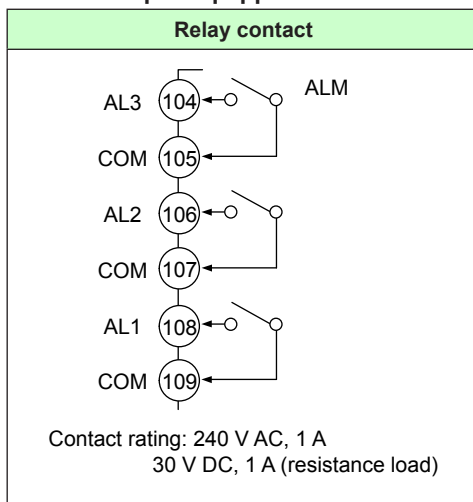 Relay contact
AL3 104 ALM
COM 105
AL2 106
COM 107
AL1 108
COM 109
Contact rating: 240 V AC, 1 A
30 V DC, 1 A (resistance load)